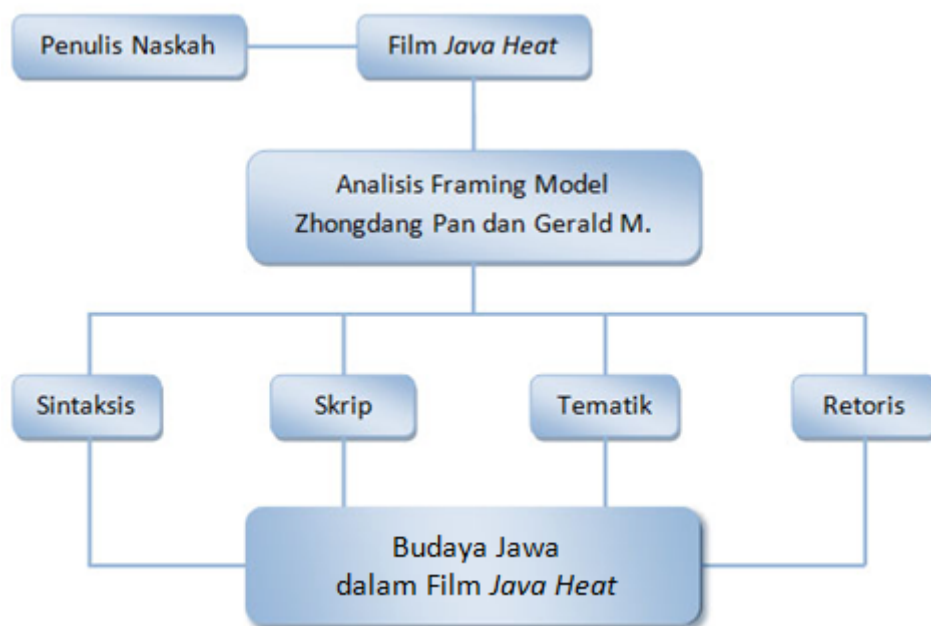 Penulis Naskah
Film Java Heat
Analisis Framing Model
Zhongdang Pan dan Gerald M.
Sintaksis
Skrip
Tematik
Retoris
Budaya Jawa
dalam Film Java Heat